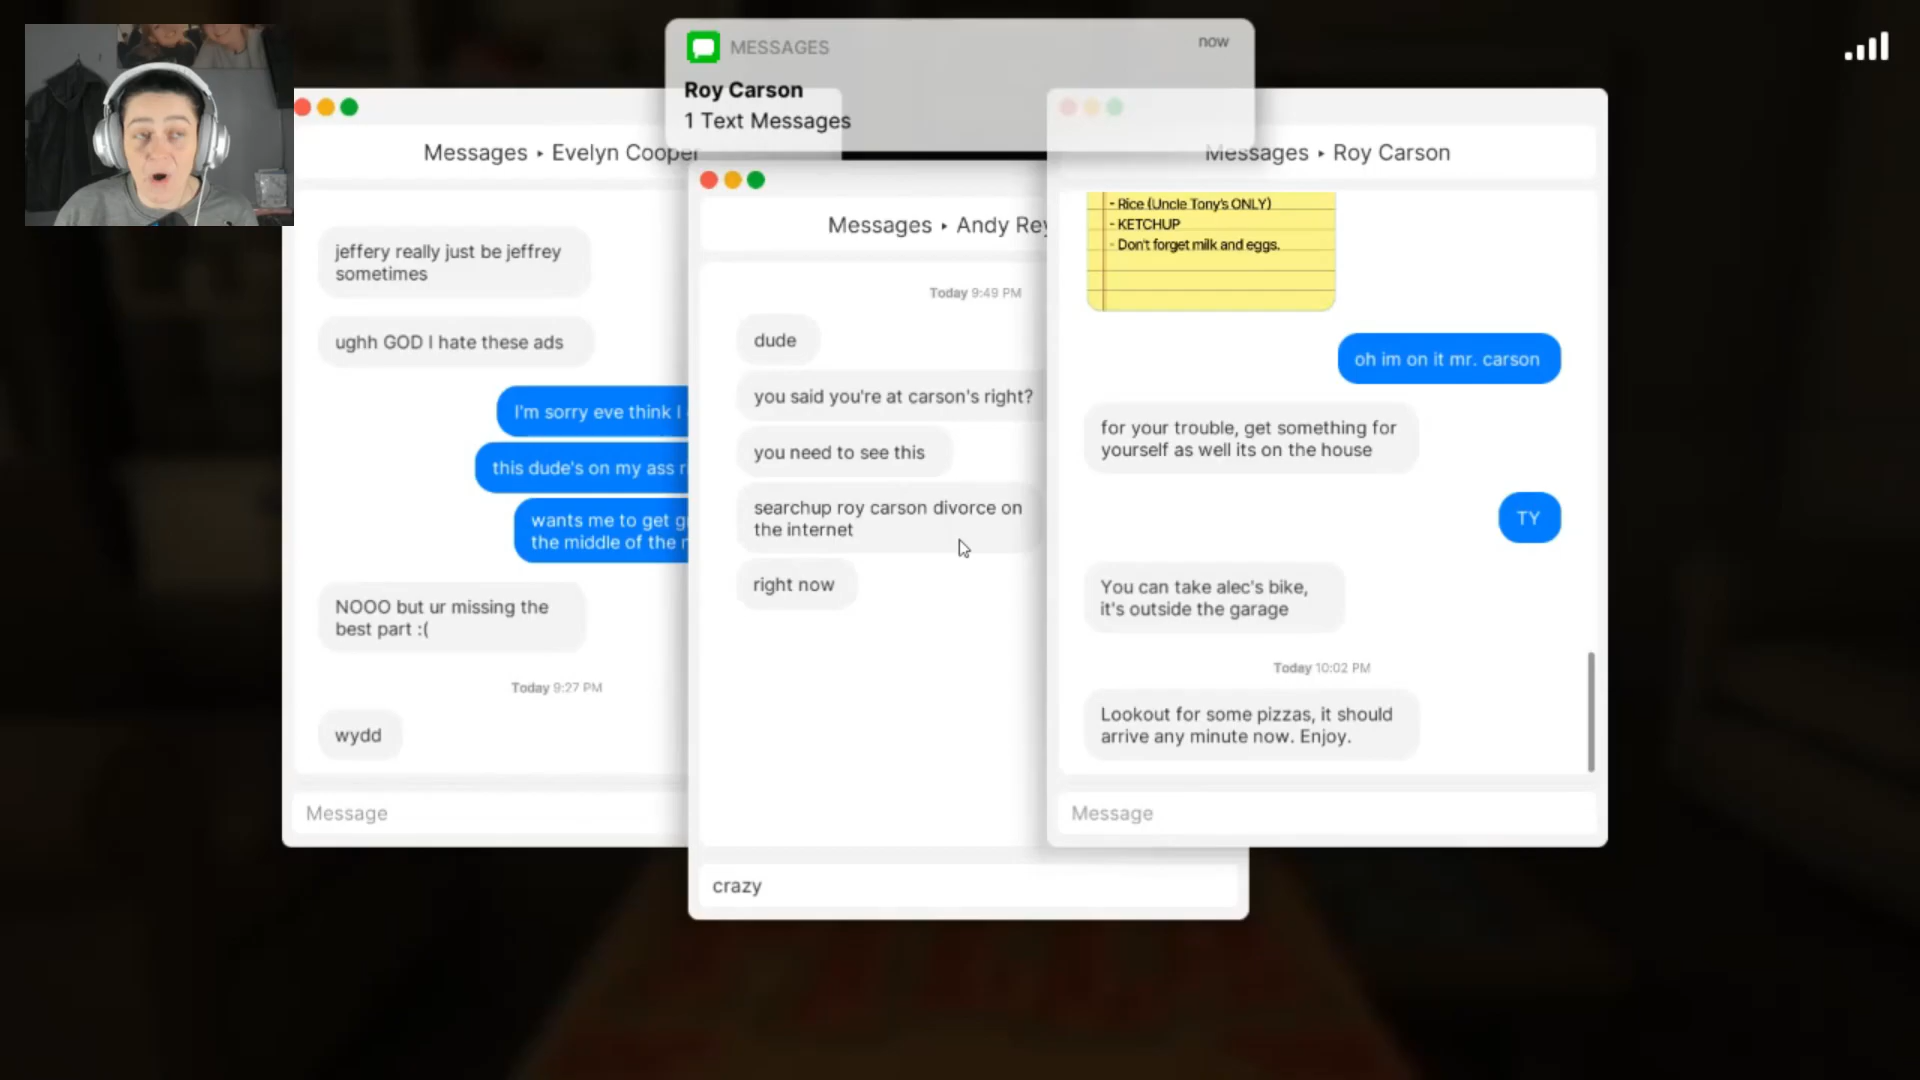 MESSAGES
now
Roy Carson
1 Text Messages
Messages ‣ Evelyn Cooper
jeffery really just be jeffrey
sometimes
ughh GOD I hate these ads
I'm sorry eve think I
this dude's on my ass
wants me to get
the middle of the
NOOO but ur missing the
best part :(
Today 9:27 PM
wydd
Message
Messages ‣ Andy
Today 9:49 PM
dude
you said you're at carson's right?
you need to see this
searchup roy carson divorce on
the internet
right now
crazy
Messages ‣ Roy Carson
- Rice (Uncle Tony's ONLY)
- KETCHUP
- Don't forget milk and eggs.
oh im on it mr. carson
for your trouble, get something for
yourself as well its on the house
TY
You can take alec's bike,
it's outside the garage
Today 10:02 PM
Lookout for some pizzas, it should
arrive any minute now. Enjoy.
Message